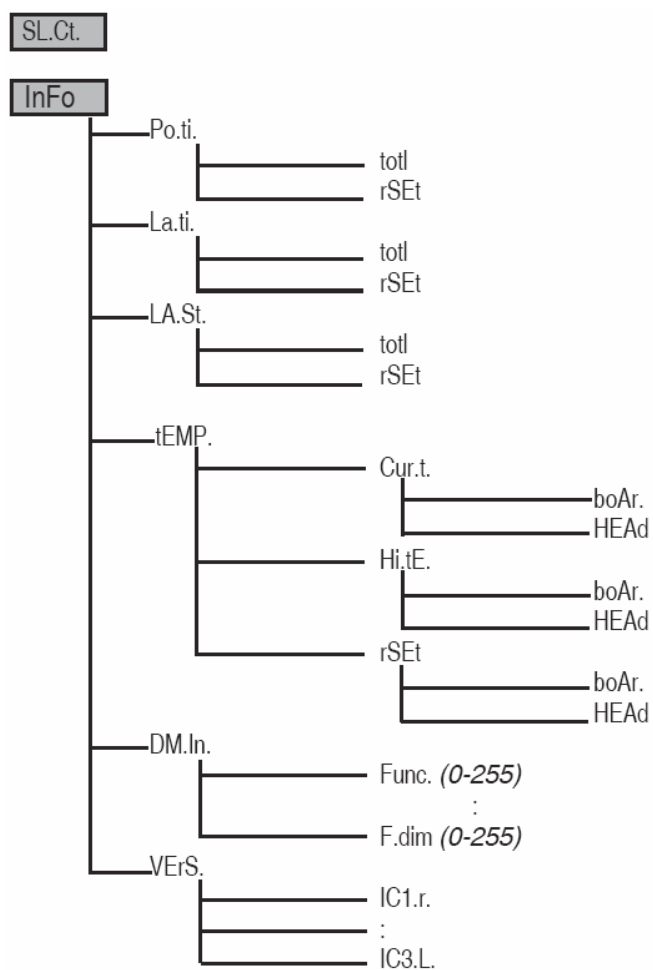 SL.Ct.
InFo
Po.ti.
totl
rSEt
La.ti.
totl
rSEt
LA.St.
totl
rSEt
tEMP.
Cur.t.
boAr.
HEAd
Hi.tE.
boAr.
HEAd
rSEt
boAr.
HEAd
DM.In.
Func. (0-255)
:
F.dim (0-255)
VErS.
IC1.r.
:
IC3.L.